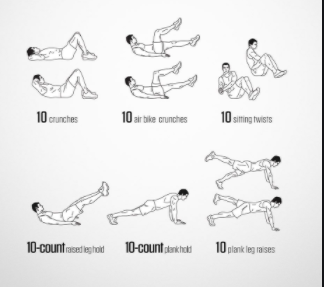 10 crunches
10 air bike crunches
10 sitting twists
10-count raised leg hold
10-count plank hold
10 plank leg raises